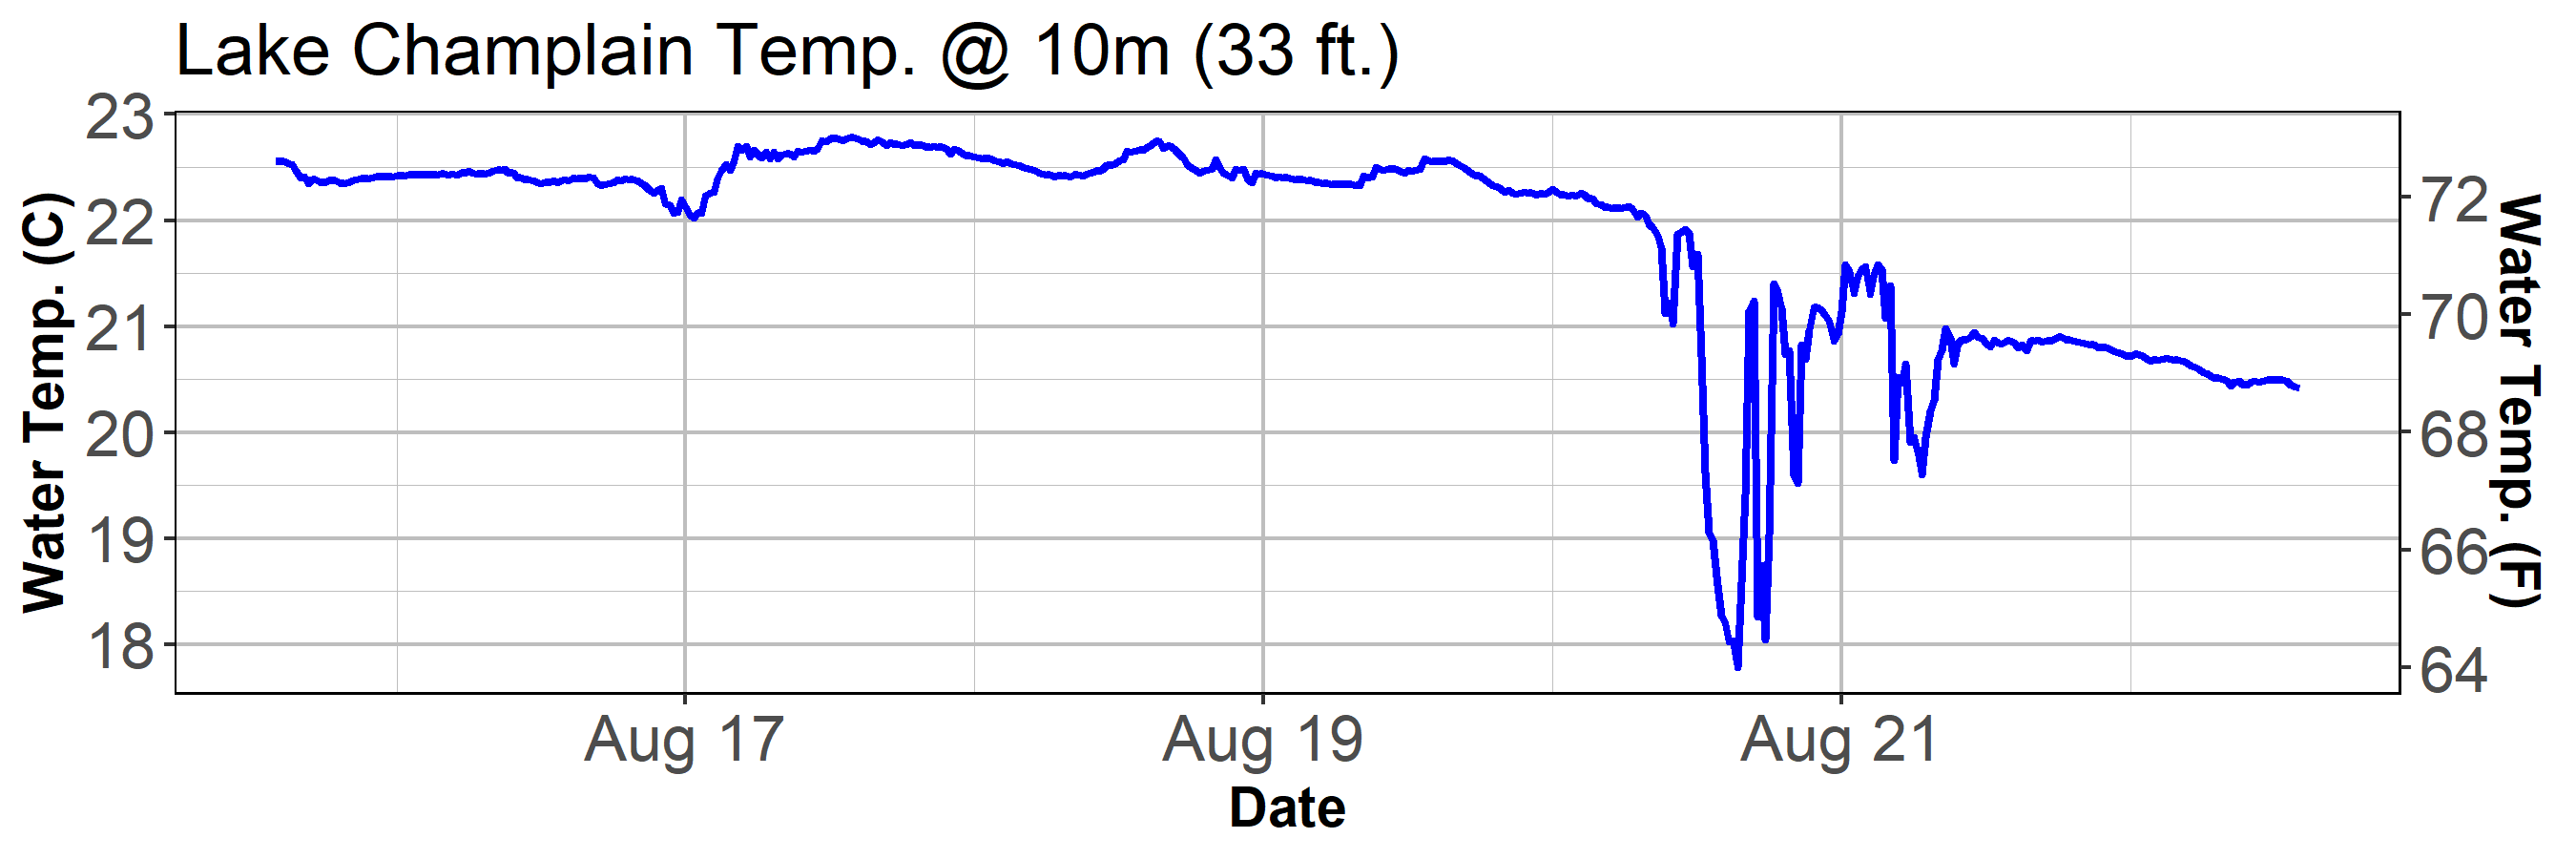 Lake Champlain Temp. @ 10m (33 ft.)
Water Temp. (C)
23
22
21
20
19
18
72
70
68
66
64
Water Temp. (F)
Aug 17
Aug 19
Aug 21
Date